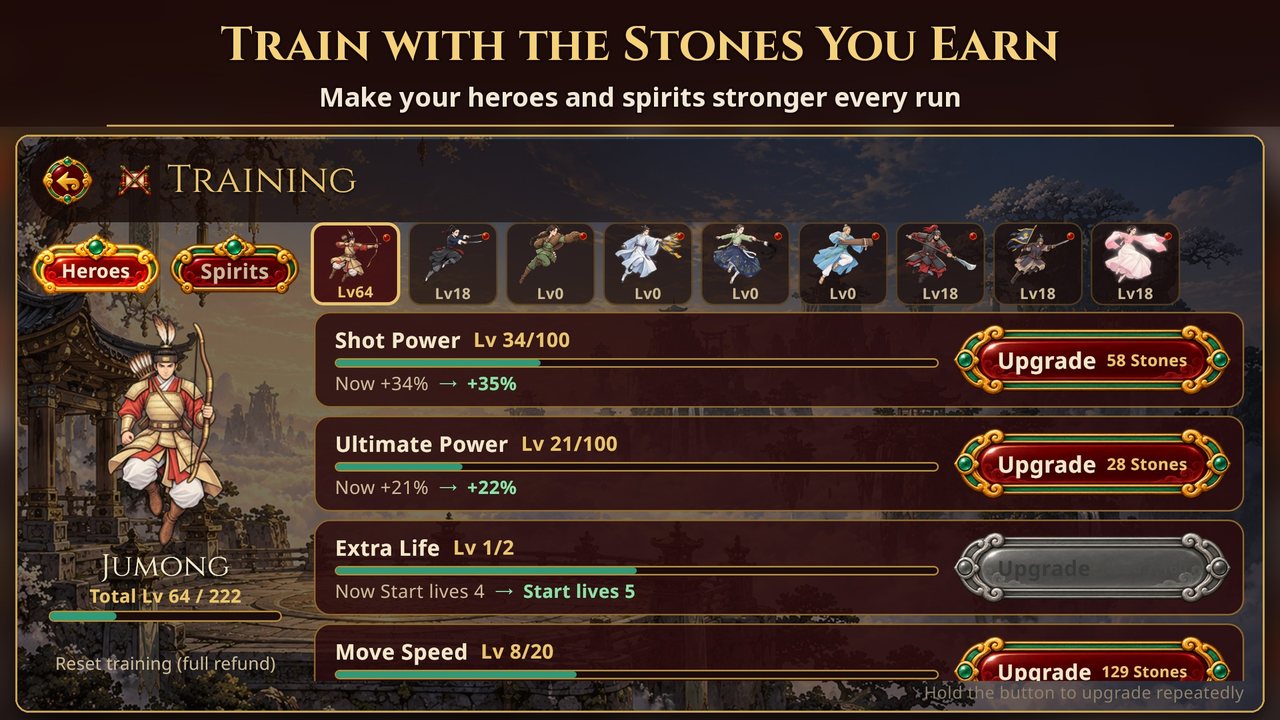 Train with the Stones You Earn
Make your heroes and spirits stronger every run
Training
Heroes
Spirits
Lv64
Lv18
Lv0
Lv0
Lv0
Lv0
Lv18
Lv18
Lv18
Shot Power Lv 34/100
Now +34% → +35%
Upgrade 58 Stones
Ultimate Power Lv 21/100
Now +21% → +22%
Upgrade 28 Stones
Extra Life Lv 1/2
Now Start lives 4 → Start lives 5
Upgrade
Move Speed Lv 8/20
Upgrade 129 Stones
Jumong
Total Lv 64 / 222
Reset training (full refund)
Hold the button to upgrade repeatedly